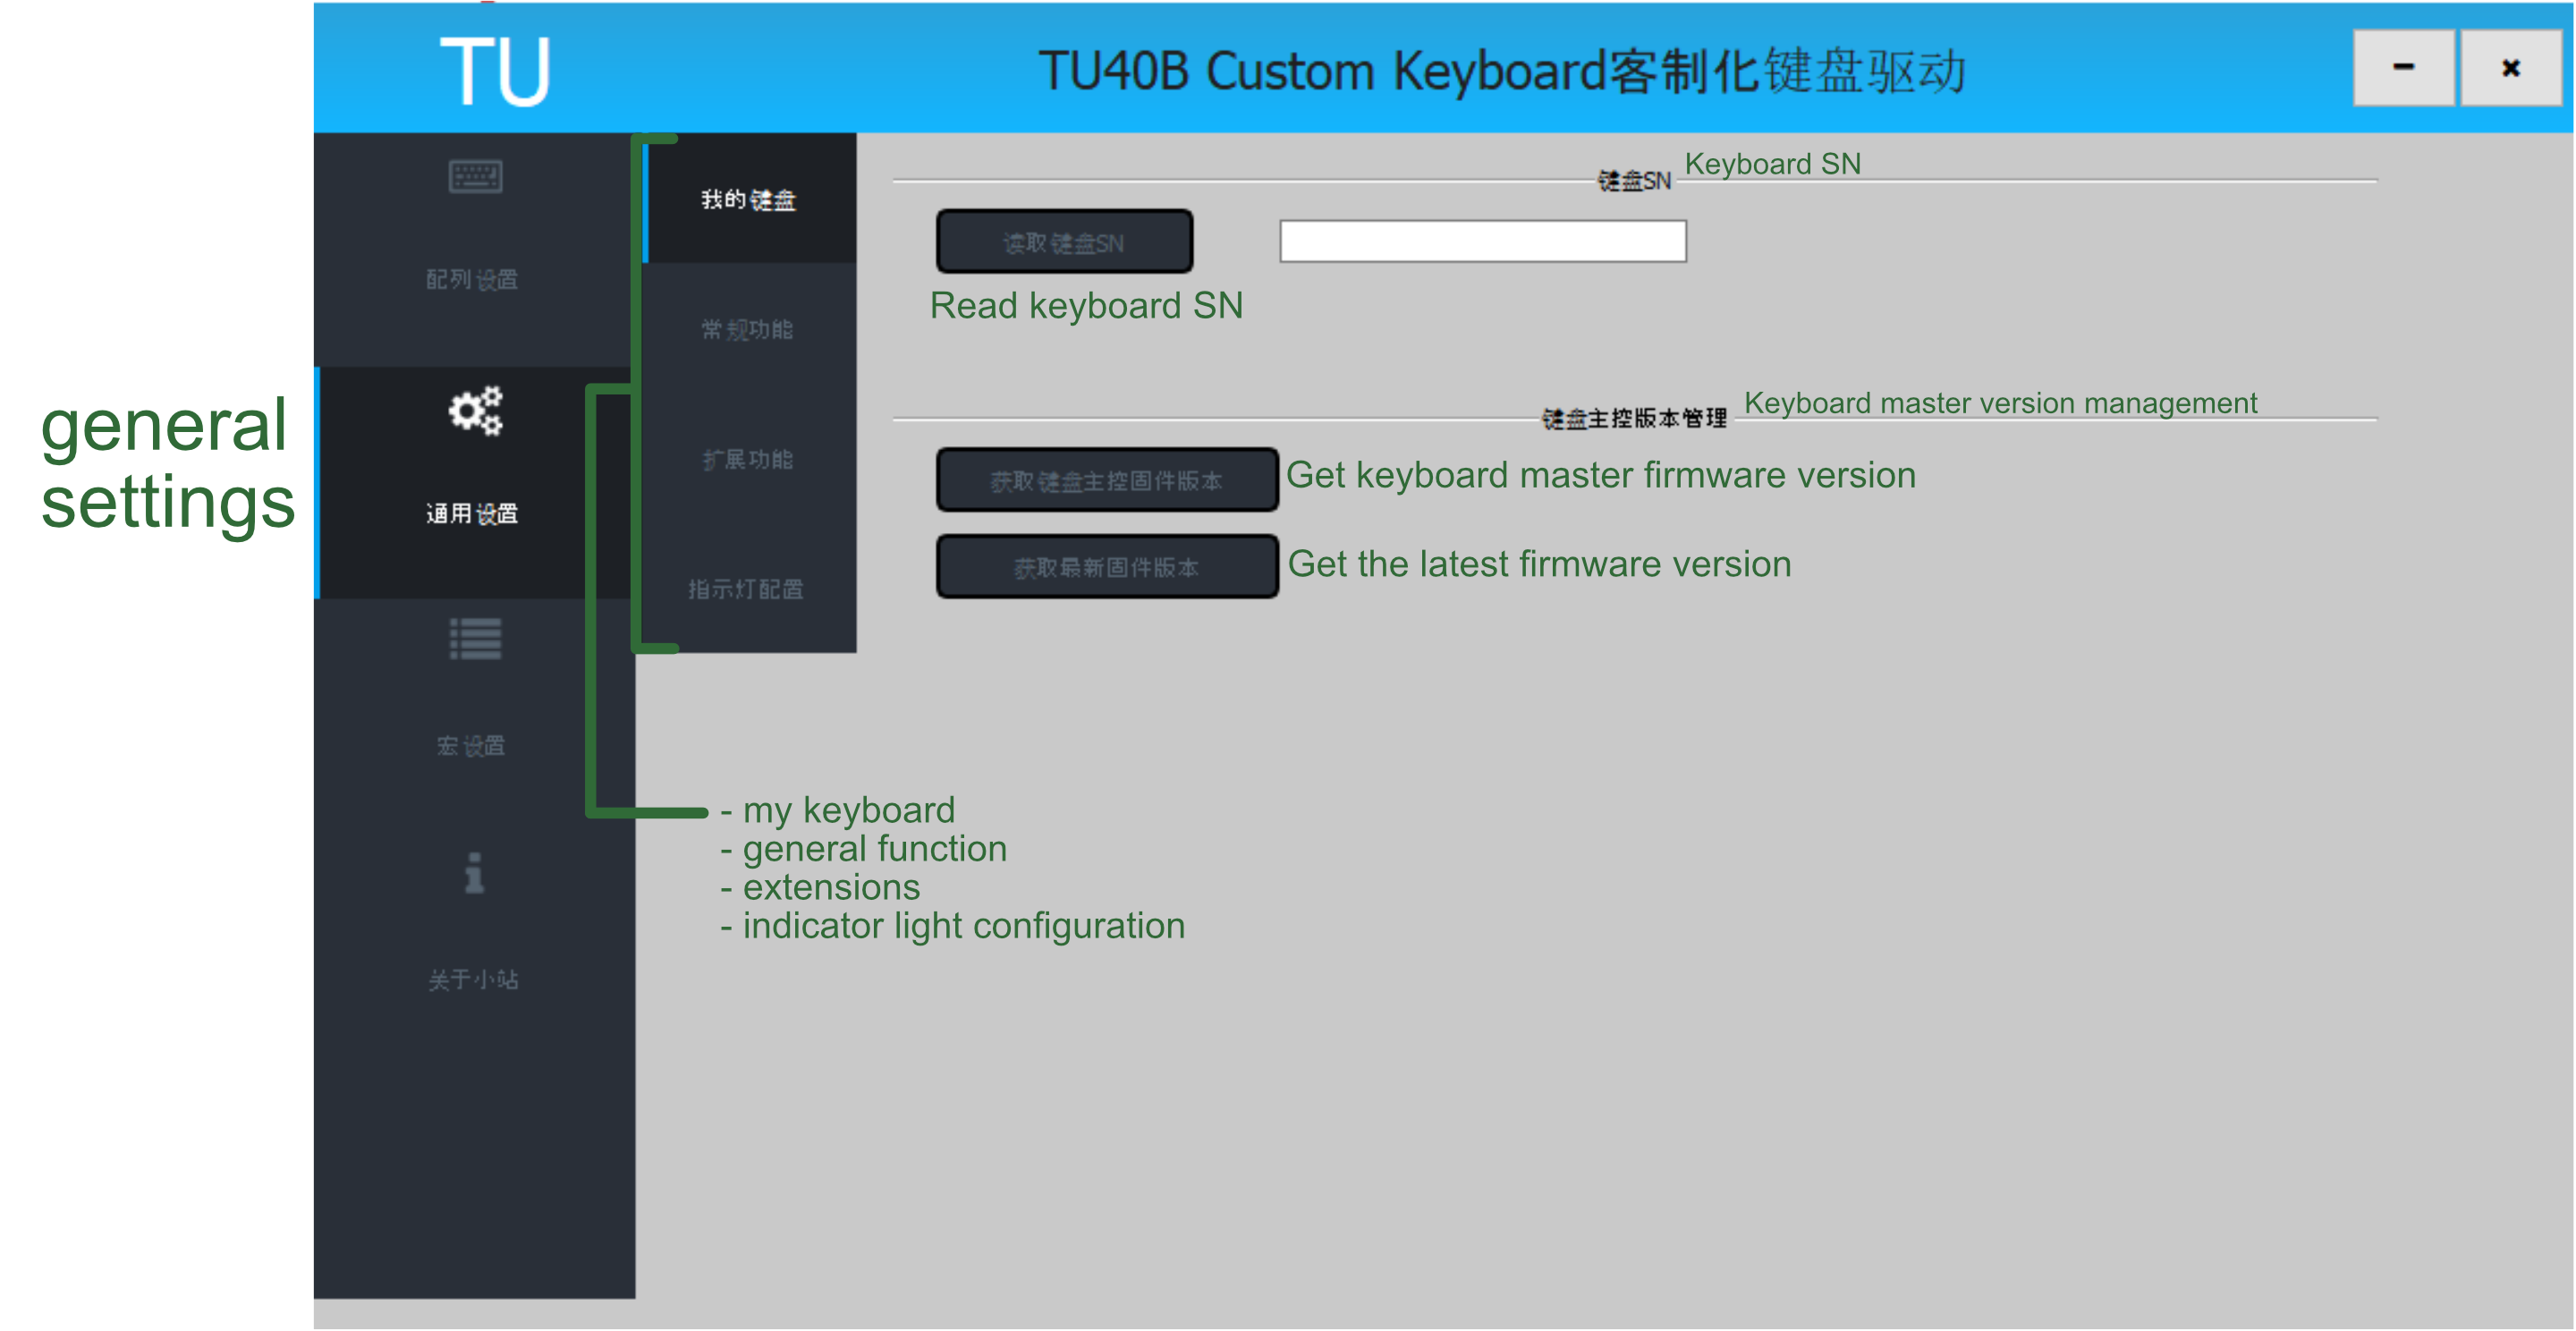 TU
TU40B Custom Keyboard客制化键盘驱动
配列设置
general
settings
通用设置
宏设置
关于小站
我的键盘
常规功能
扩展功能
指示灯配置
键盘SN
Keyboard SN
读取键盘SN
Read keyboard SN
键盘主控版本管理
Keyboard master version management
获取键盘主控固件版本
Get keyboard master firmware version
获取最新固件版本
Get the latest firmware version
- my keyboard
- general function
- extensions
- indicator light configuration